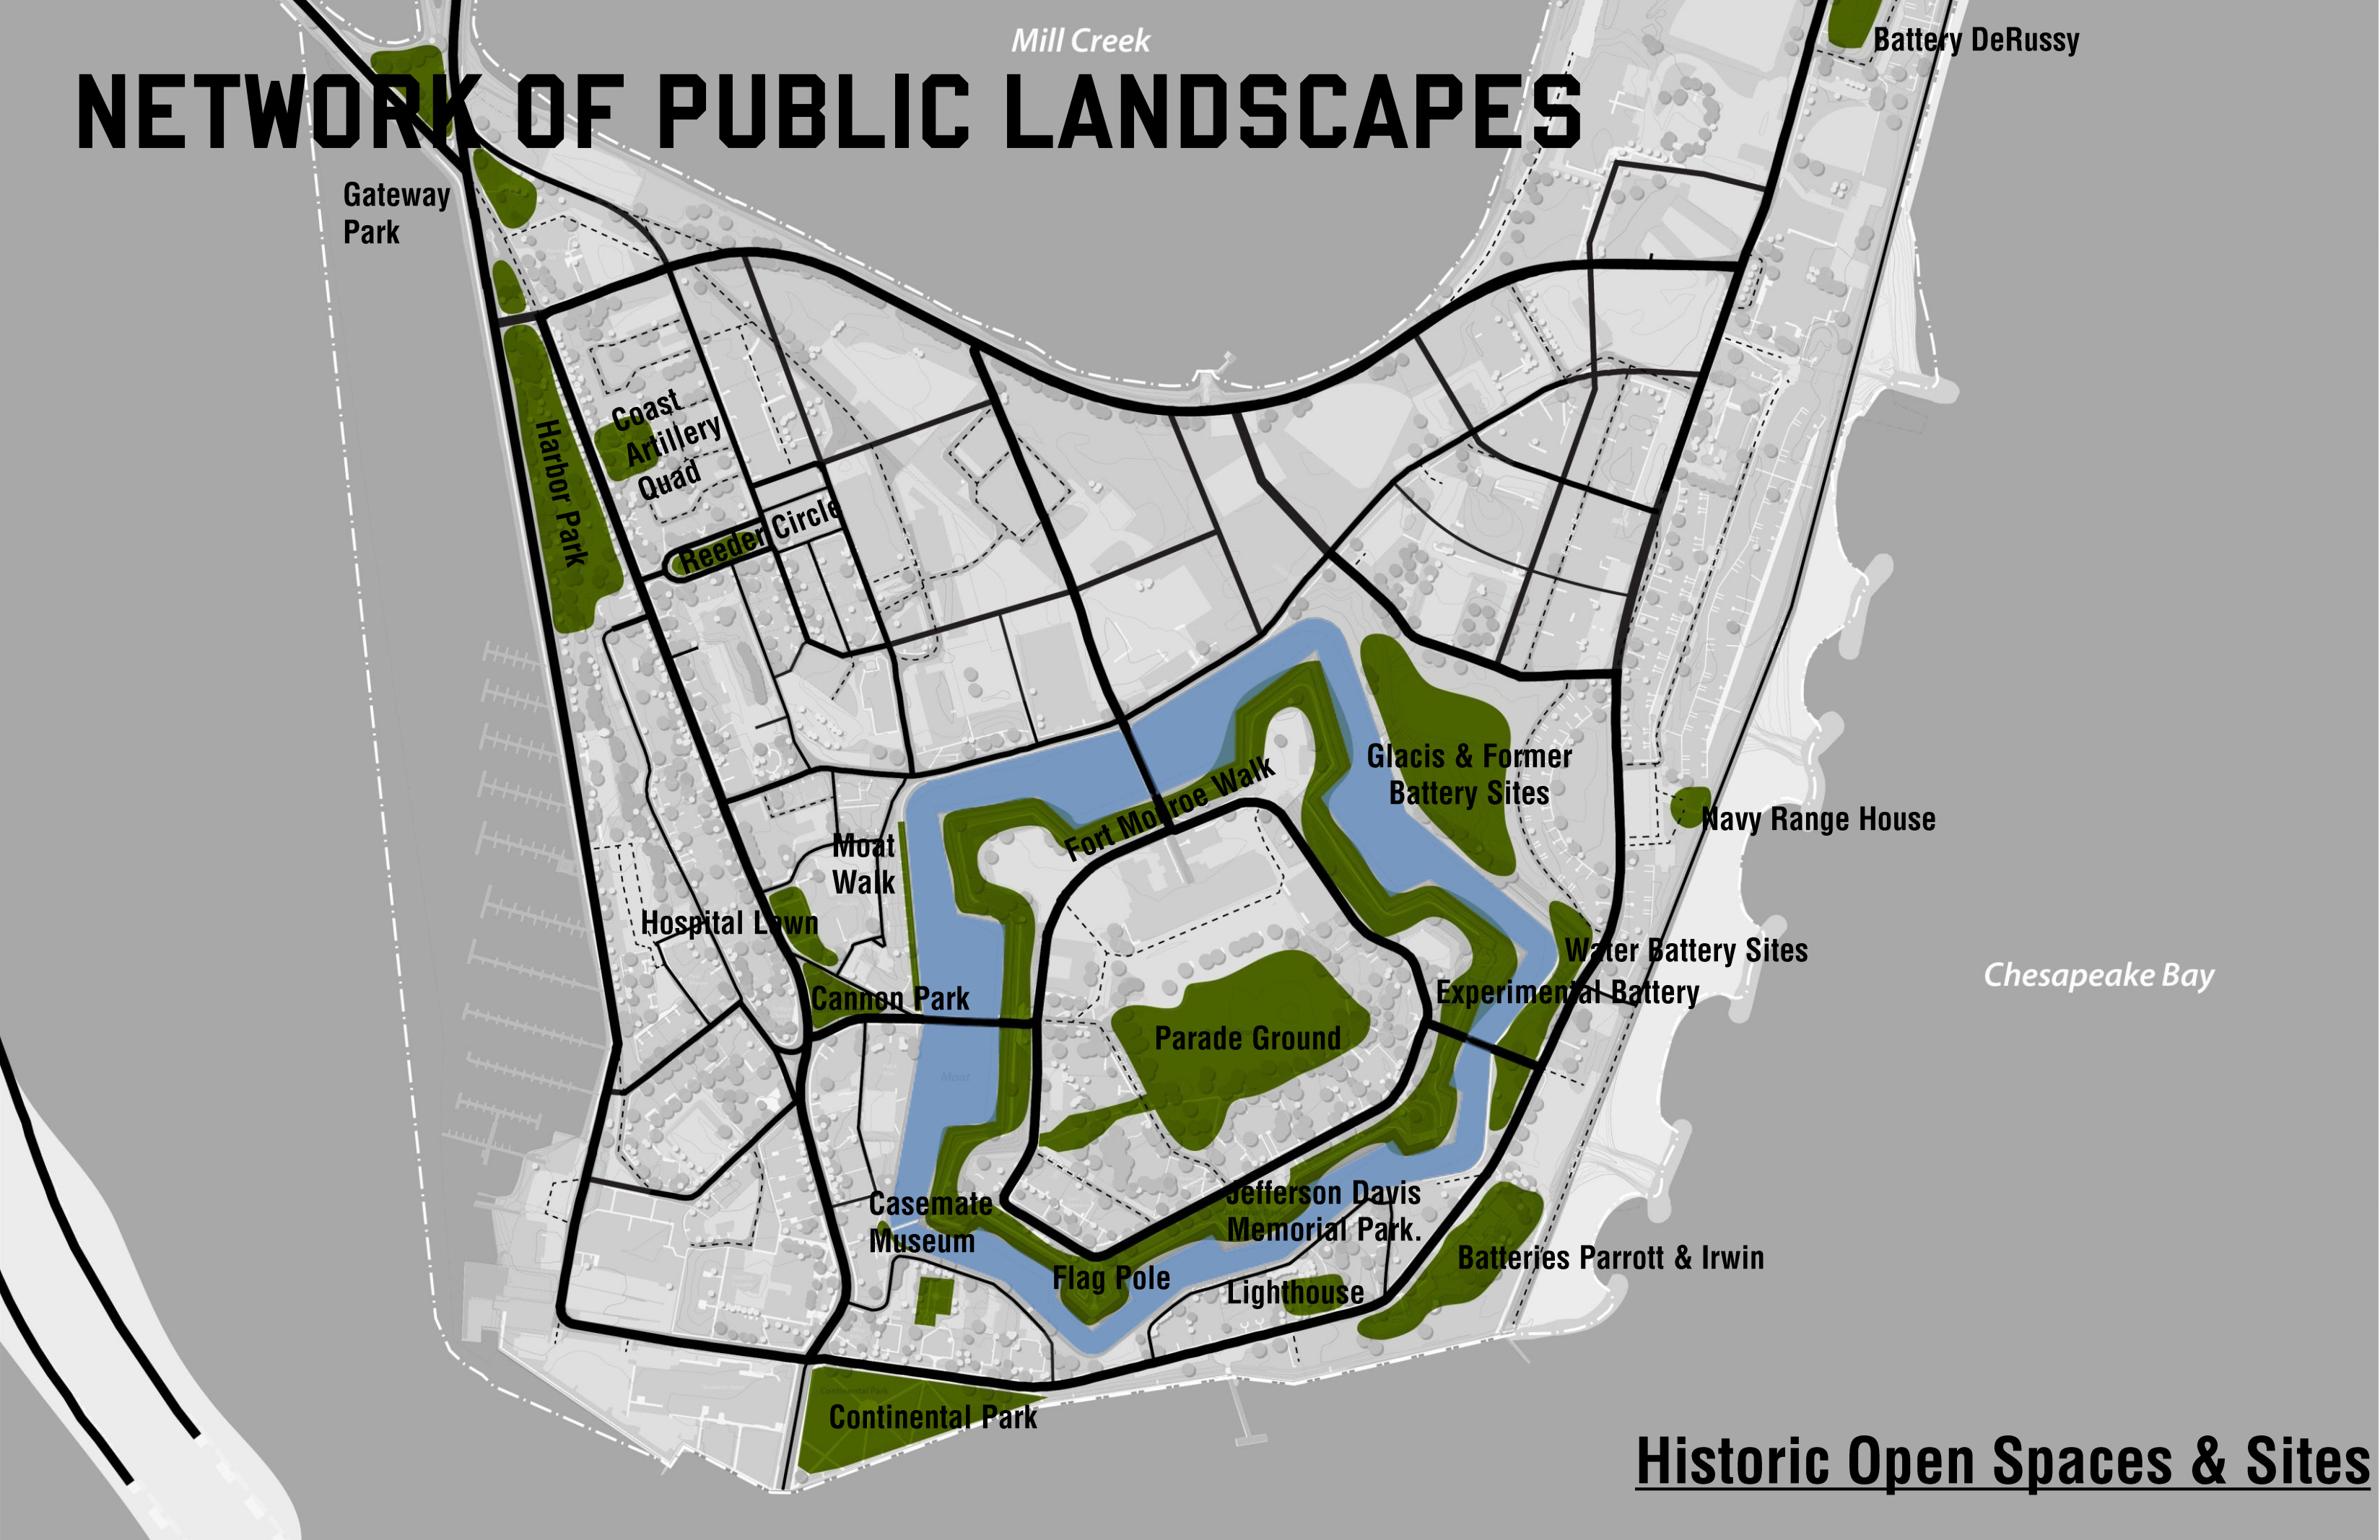 Mill Creek
Battery DeRussy
NETWORK OF PUBLIC LANDSCAPES
Gateway
Park
Harbor Park
Coast
Artillery
Quad
Reeder Circle
Glacis & Former
Battery Sites
Fort Monroe Walk
Navy Range House
Moat
Walk
Hospital Lawn
Water Battery Sites
Chesapeake Bay
Cannon Park
Experimental Battery
Parade Ground
Moat
Casemate
Museum
Jefferson Davis
Memorial Park.
Batteries Parrott & Irwin
Flag Pole
Lighthouse
Continental Park
Continental Park
Historic Open Spaces & Sites